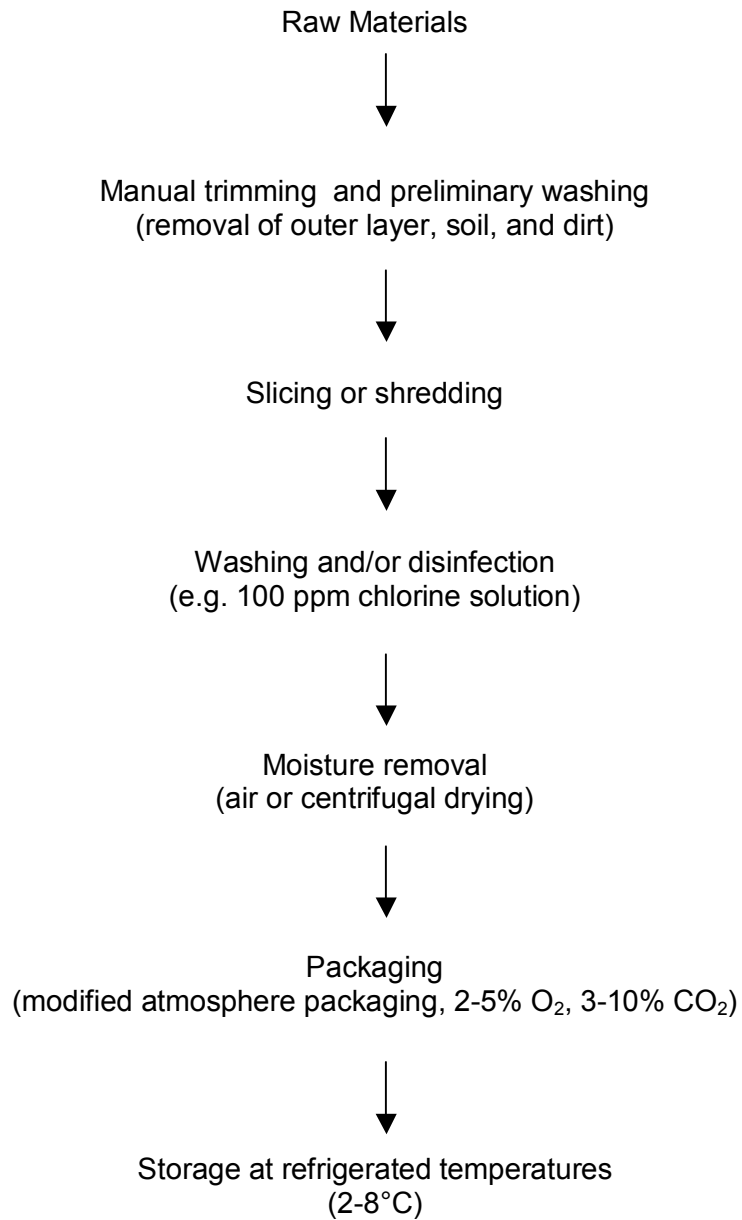 Raw Materials
Manual trimming and preliminary washing
(removal of outer layer, soil, and dirt)
Slicing or shredding
Washing and/or disinfection
(e.g. 100 ppm chlorine solution)
Moisture removal
(air or centrifugal drying)
Packaging
(modified atmosphere packaging, 2-5% O₂, 3-10% CO₂)
Storage at refrigerated temperatures
(2-8°C)